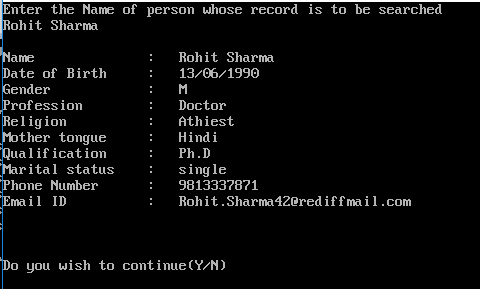 Enter the Name of person whose record is to be searched
Rohit Sharma
Name : Rohit Sharma
Date of Birth : 13/06/1990
Gender : M
Profession : Doctor
Religion : Athiest
Mother tongue : Hindi
Qualification : Ph.D
Marital status : single
Phone Number : 9813337871
Email ID : Rohit.Sharma42@rediffmail.com
Do you wish to continue(Y/N)